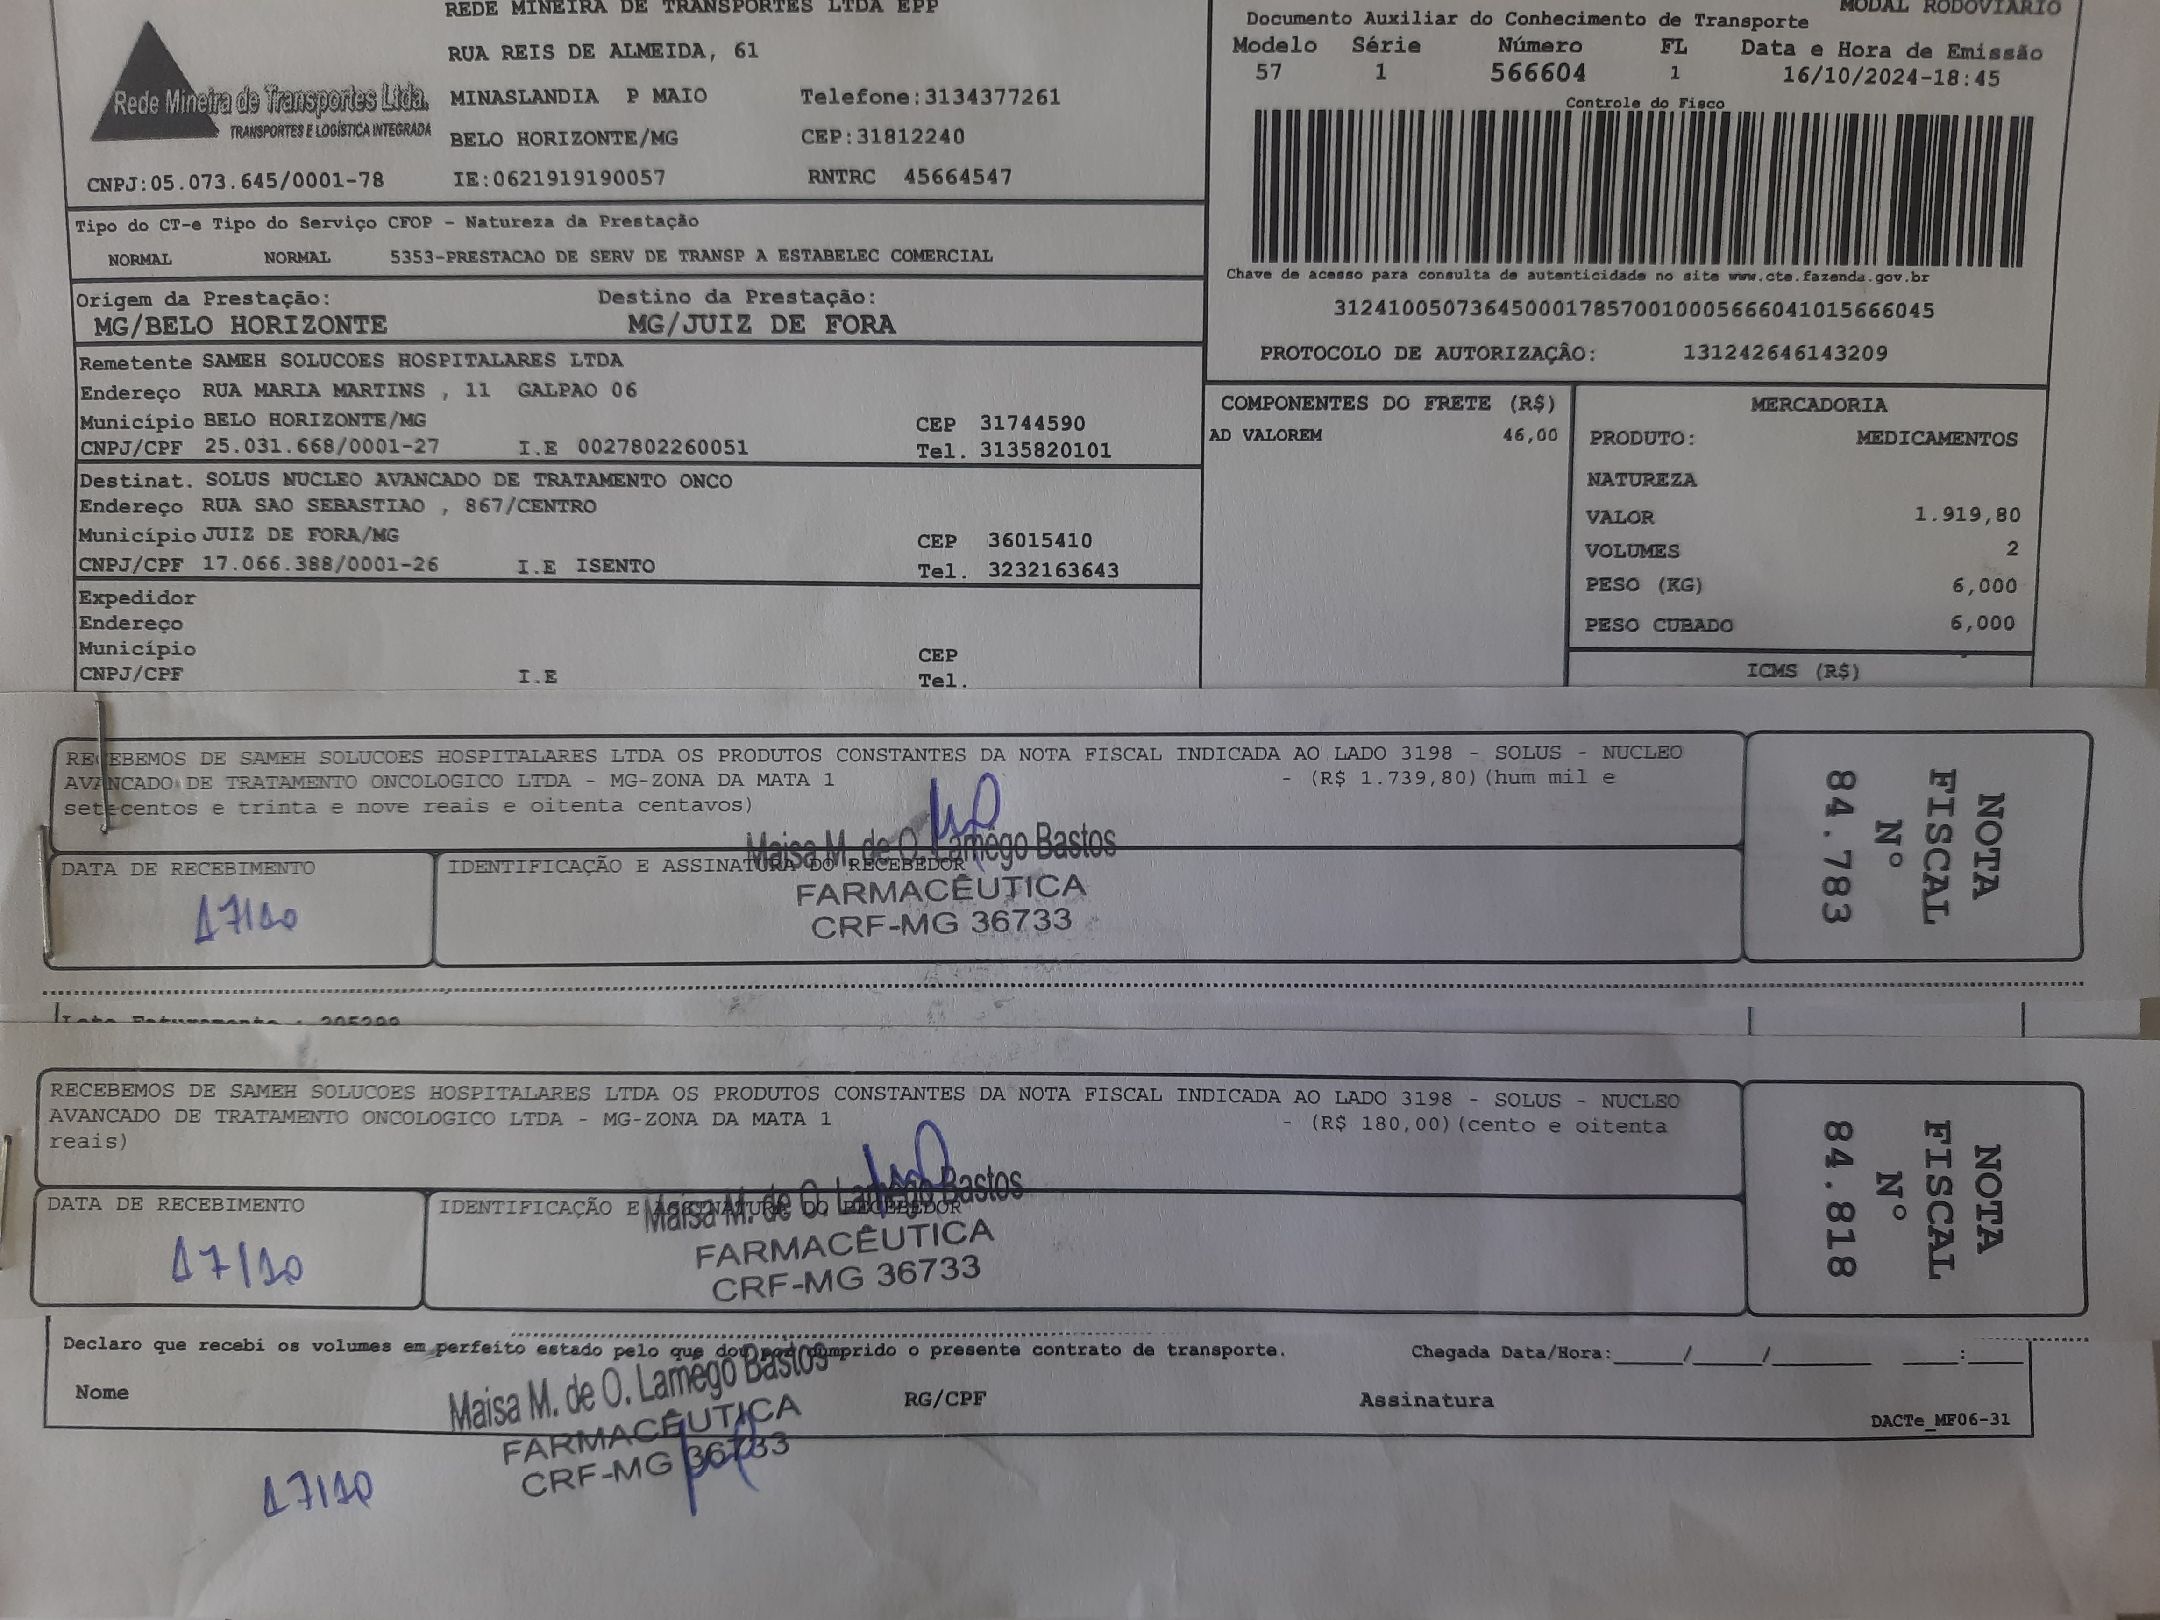 REDE MINEIRA DE TRANSPORTES LTDA EPP
RUA REIS DE ALMEIDA, 61
MINASLANDIA P MAIO Telefone:3134377261
BELO HORIZONTE/MG CEP:31812240
Rede Mineira de Transportes Ltda.
TRANSPORTES E LOGÍSTICA INTEGRADA
CNPJ:05.073.645/0001-78 IE:0621919190057 RNTRC 45664547
MODAL RODOVIÁRIO
Documento Auxiliar do Conhecimento de Transporte
Modelo Série Número FL Data e Hora de Emissão
57 1 566604 1 16/10/2024-18:45
Controle do Fisco
Chave de acesso para consulta de autenticidade no site www.cte.fazenda.gov.br
31241005073645000178570010005666041015666045
PROTOCOLO DE AUTORIZAÇÃO: 131242646143209
Tipo do CT-e Tipo do Serviço CFOP - Natureza da Prestação
NORMAL NORMAL 5353-PRESTACAO DE SERV DE TRANSP A ESTABELEC COMERCIAL
Origem da Prestação: Destino da Prestação:
MG/BELO HORIZONTE MG/JUIZ DE FORA
Remetente SAMEH SOLUCOES HOSPITALARES LTDA
Endereço RUA MARIA MARTINS , 11 GALPAO 06
Município BELO HORIZONTE/MG CEP 31744590
CNPJ/CPF 25.031.668/0001-27 I.E 0027802260051 Tel. 3135820101
Destinat. SOLUS NUCLEO AVANCADO DE TRATAMENTO ONCO
Endereço RUA SAO SEBASTIAO , 867/CENTRO
Município JUIZ DE FORA/MG CEP 36015410
CNPJ/CPF 17.066.388/0001-26 I.E ISENTO Tel. 3232163643
Expedidor
Endereço
Município CEP
CNPJ/CPF I.E Tel.
COMPONENTES DO FRETE (R$)
AD VALOREM 46,00
MERCADORIA
PRODUTO: MEDICAMENTOS
NATUREZA
VALOR 1.919,80
VOLUMES 2
PESO (KG) 6,000
PESO CUBADO 6,000
ICMS (R$)
RECEBEMOS DE SAMEH SOLUCOES HOSPITALARES LTDA OS PRODUTOS CONSTANTES DA NOTA FISCAL INDICADA AO LADO 3198 - SOLUS - NUCLEO
AVANCADO DE TRATAMENTO ONCOLOGICO LTDA - MG-ZONA DA MATA 1 - (R$ 1.739,80)(hum mil e
setecentos e trinta e nove reais e oitenta centavos)
DATA DE RECEBIMENTO IDENTIFICAÇÃO E ASSINATURA DO RECEBEDOR
17/10
Maisa M. de O. Lamêgo Bastos
FARMACÊUTICA
CRF-MG 36733
NOTA
FISCAL
Nº
84.783
Lote Faturamento : 205299
RECEBEMOS DE SAMEH SOLUCOES HOSPITALARES LTDA OS PRODUTOS CONSTANTES DA NOTA FISCAL INDICADA AO LADO 3198 - SOLUS - NUCLEO
AVANCADO DE TRATAMENTO ONCOLOGICO LTDA - MG-ZONA DA MATA 1 - (R$ 180,00)(cento e oitenta
reais)
DATA DE RECEBIMENTO IDENTIFICAÇÃO E ASSINATURA DO RECEBEDOR
17/10
Maisa M. de O. Lamêgo Bastos
FARMACÊUTICA
CRF-MG 36733
NOTA
FISCAL
Nº
84.818
Declaro que recebi os volumes em perfeito estado pelo que dou por cumprido o presente contrato de transporte. Chegada Data/Hora:_____/_____/_______ ____:____
Nome RG/CPF Assinatura
DACTe_MF06-31
Maisa M. de O. Lamêgo Bastos
FARMACÊUTICA
CRF-MG 36733
17/10